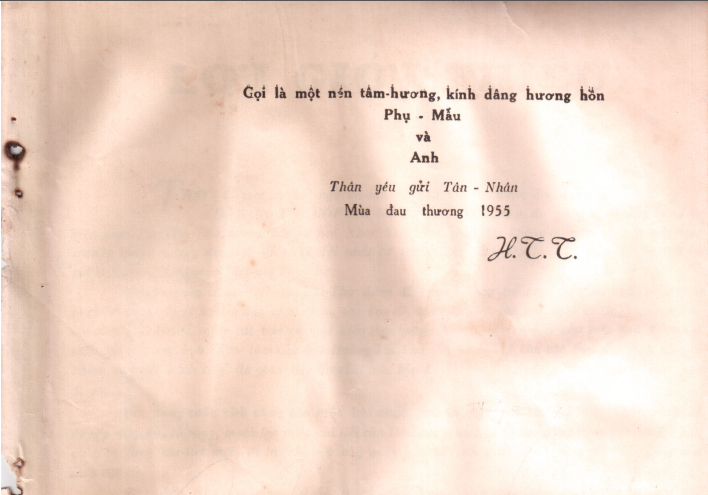 Gọi là một nén tâm-hương, kính dâng hương hồn
Phụ - Mẫu
và
Anh
Thân yêu gửi Tân - Nhân
Mùa đau thương 1955
H.T.T.